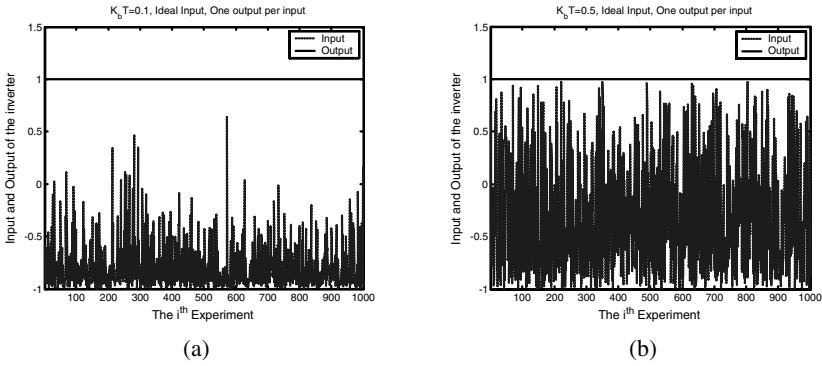 K_bT=0.1, Ideal Input, One output per input
1.5
1
0.5
0
-0.5
-1
Input and Output of the inverter
Input
Output
100 200 300 400 500 600 700 800 900 1000
The i^th Experiment
(a)
K_bT=0.5, Ideal Input, One output per input
1.5
1
0.5
0
-0.5
-1
Input and Output of the inverter
Input
Output
100 200 300 400 500 600 700 800 900 1000
The i^th Experiment
(b)